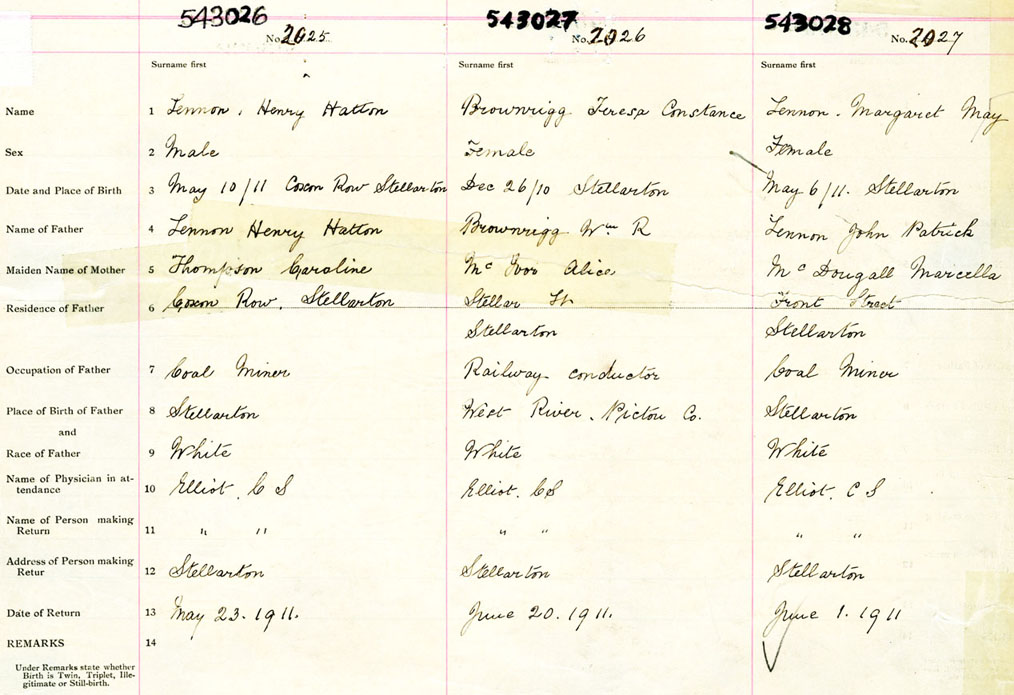 543026 543027 543028
No. 2025 No. 2026 No. 2027
Surname first Surname first Surname first
Name 1 Lennon, Henry Hatton Brownrigg Teresa Constance Lennon. Margaret May
Sex 2 Male Female Female
Date and Place of Birth 3 May 10/11 Coxon Row Stellarton Dec 26/10 Stellarton May 6/11. Stellarton
Name of Father 4 Lennon Henry Hatton Brownrigg Wm R Lennon John Patrick
Maiden Name of Mother 5 Thompson Caroline Mc Alice Mc Dougall Marcella
Residence of Father 6 Coxon Row, Stellarton Stellar St Front Street
Stellarton Stellarton
Occupation of Father 7 Coal Miner Railway conductor Coal Miner
Place of Birth of Father 8 Stellarton West River, Pictou Co. Stellarton
and
Race of Father 9 White White White
Name of Physician in at-
tendance 10 Elliot, C S Elliot. C S Elliot. C S
Name of Person making
Return 11 " " " " " "
Address of Person making
Retur 12 Stellarton Stellarton Stellarton
Date of Return 13 May 23. 1911. June 20. 1911. June 1. 1911
REMARKS 14
Under Remarks state whether
Birth is Twin, Triplet, Ille-
gitimate or Still-birth.